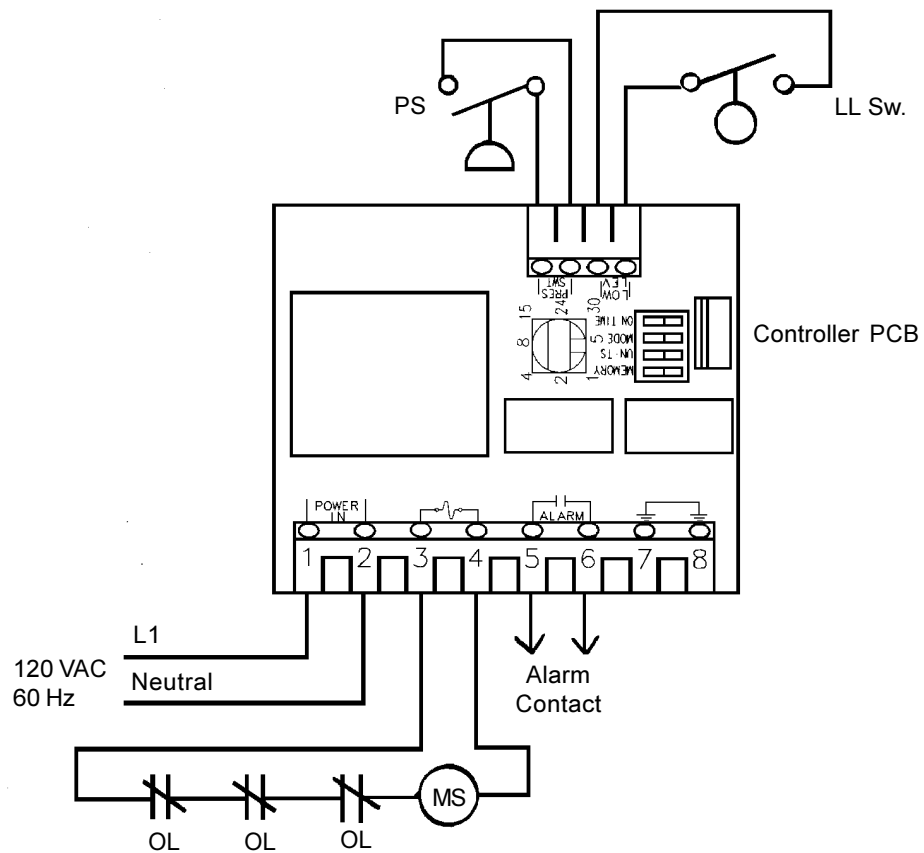 PS
LL Sw.
PRES
SWT
LOW
LEV
15
24
30
8
5
4
2
1
ON TIME
MODE
UN-TS
MEMORY
Controller PCB
POWER
IN
ALARM
1 2 3 4 5 6 7 8
L1
120 VAC
60 Hz
Neutral
Alarm
Contact
MS
OL OL OL